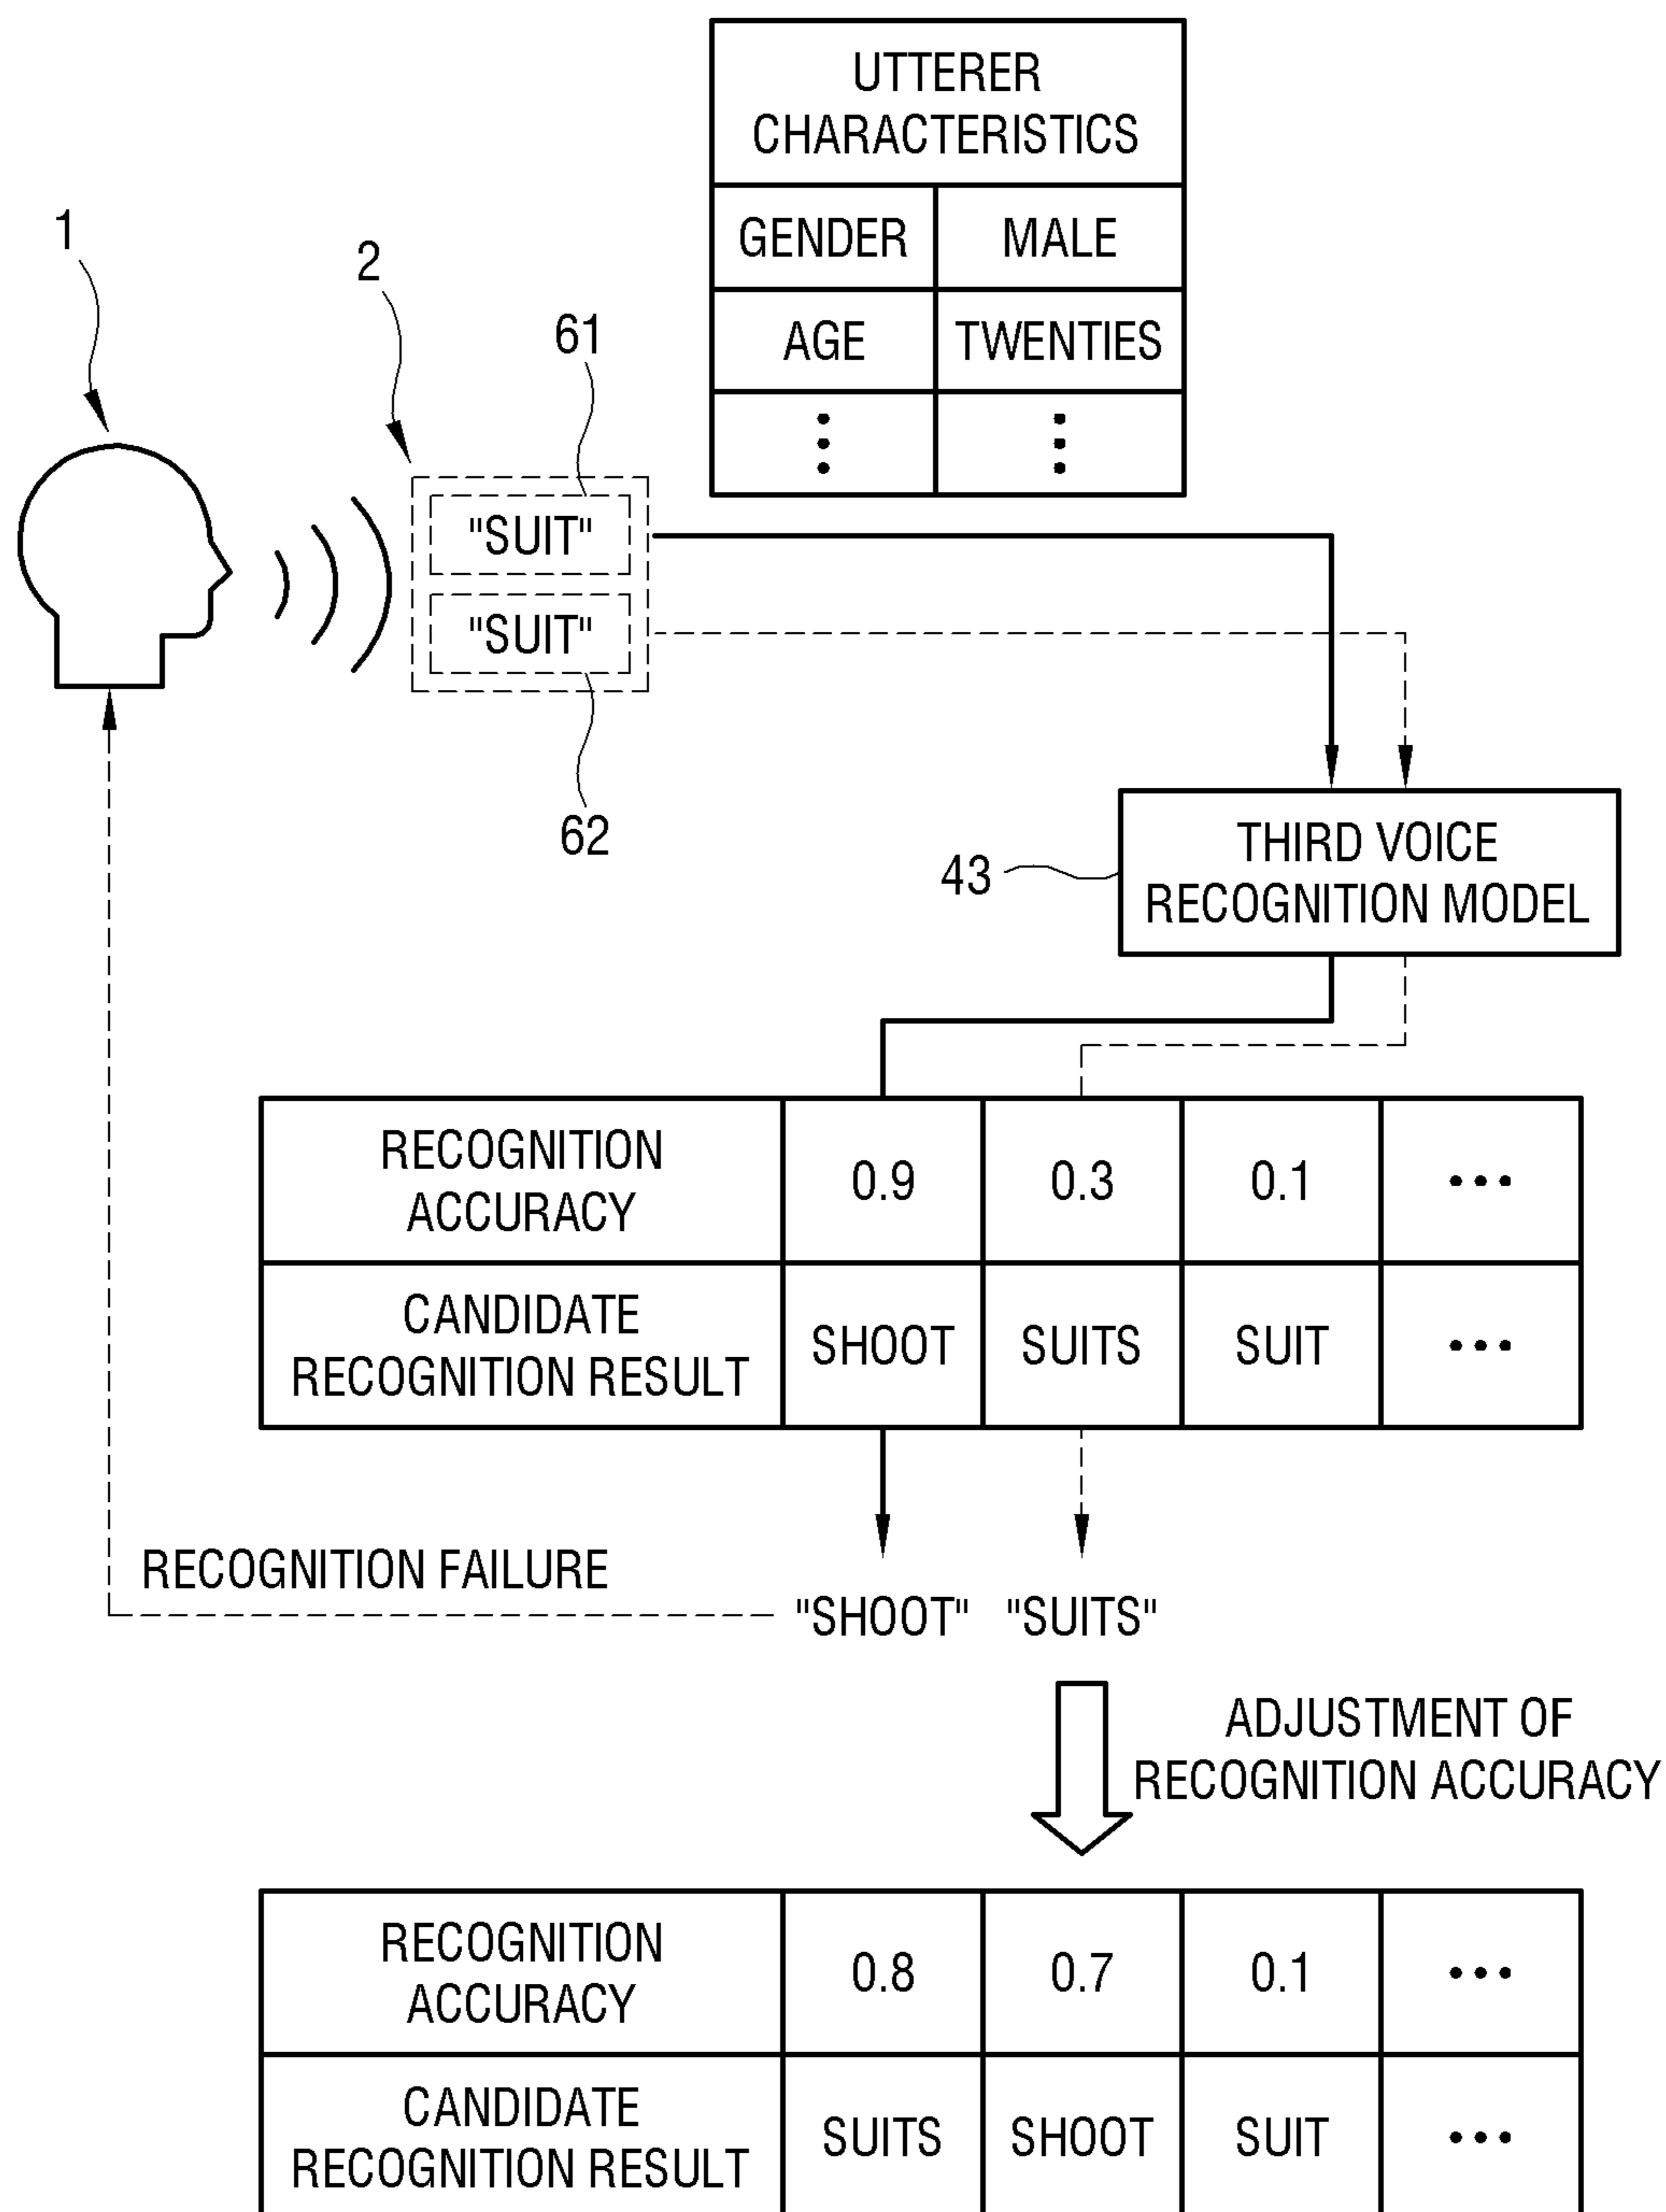 UTTERER
CHARACTERISTICS
GENDER MALE
AGE TWENTIES
1
2
61
"SUIT"
"SUIT"
62
43
THIRD VOICE
RECOGNITION MODEL
RECOGNITION
ACCURACY
0.9 0.3 0.1 •••
CANDIDATE
RECOGNITION RESULT
SHOOT SUITS SUIT •••
RECOGNITION FAILURE
"SHOOT" "SUITS"
ADJUSTMENT OF
RECOGNITION ACCURACY
RECOGNITION
ACCURACY
0.8 0.7 0.1 •••
CANDIDATE
RECOGNITION RESULT
SUITS SHOOT SUIT •••